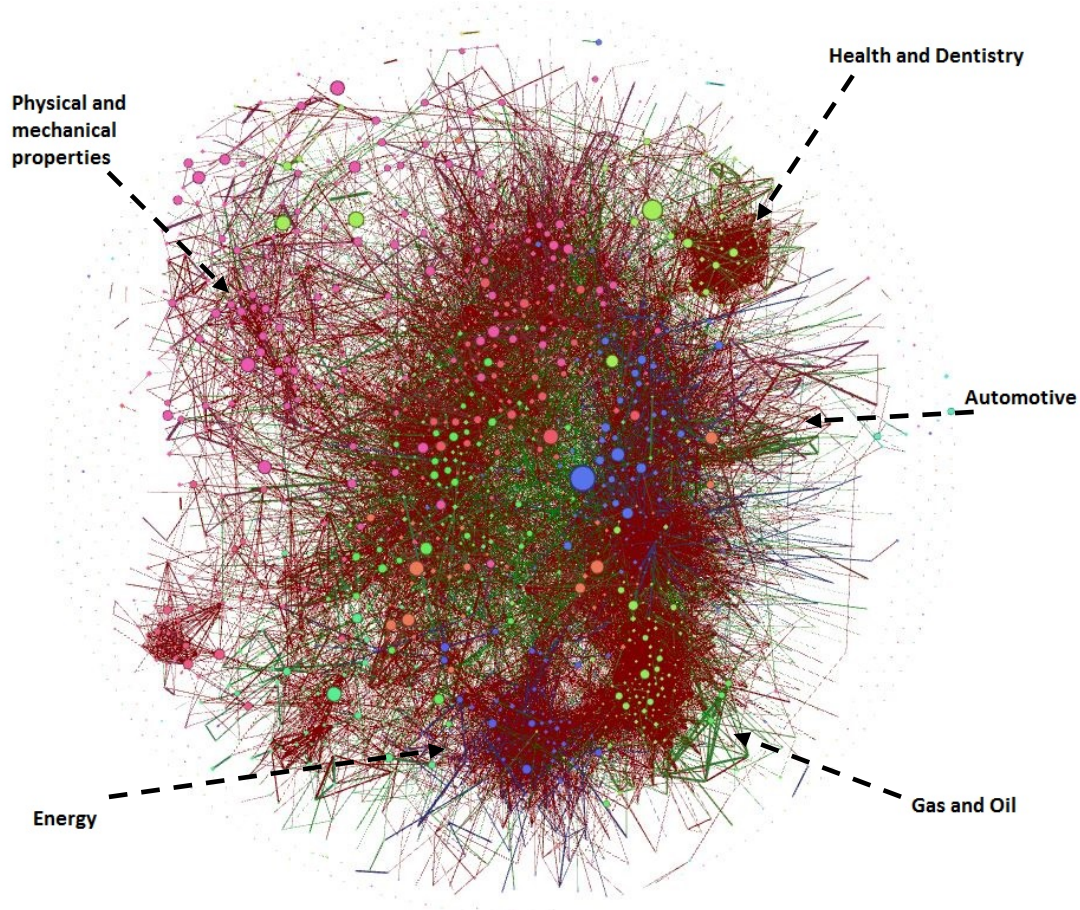 Health and Dentistry
Physical and
mechanical
properties
Automotive
Energy
Gas and Oil